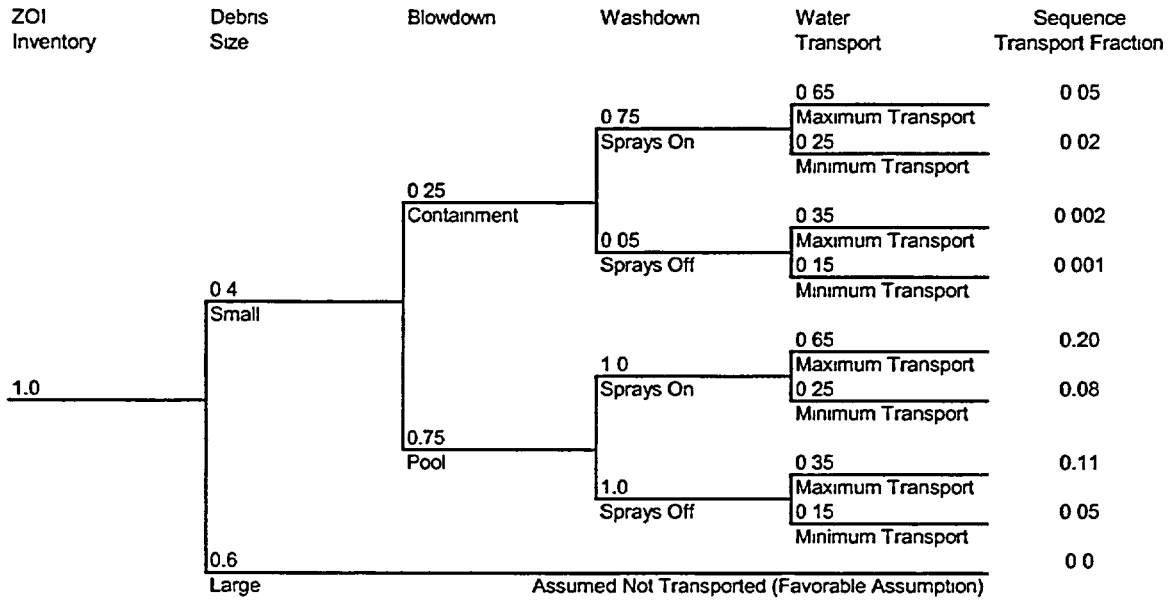 ZOI Inventory
Debris Size
Blowdown
Washdown
Water Transport
Sequence Transport Fraction
0 65
Maximum Transport
0 05
0 75
Sprays On
0 25
Minimum Transport
0 02
0 25
Containment
0 35
Maximum Transport
0 002
0 05
Sprays Off
0 15
Minimum Transport
0 001
0 4
Small
0 65
Maximum Transport
0.20
1 0
Sprays On
0 25
Minimum Transport
0.08
1.0
0.75
Pool
0 35
Maximum Transport
0.11
1.0
Sprays Off
0 15
Minimum Transport
0 05
0.6
Large
Assumed Not Transported (Favorable Assumption)
0 0